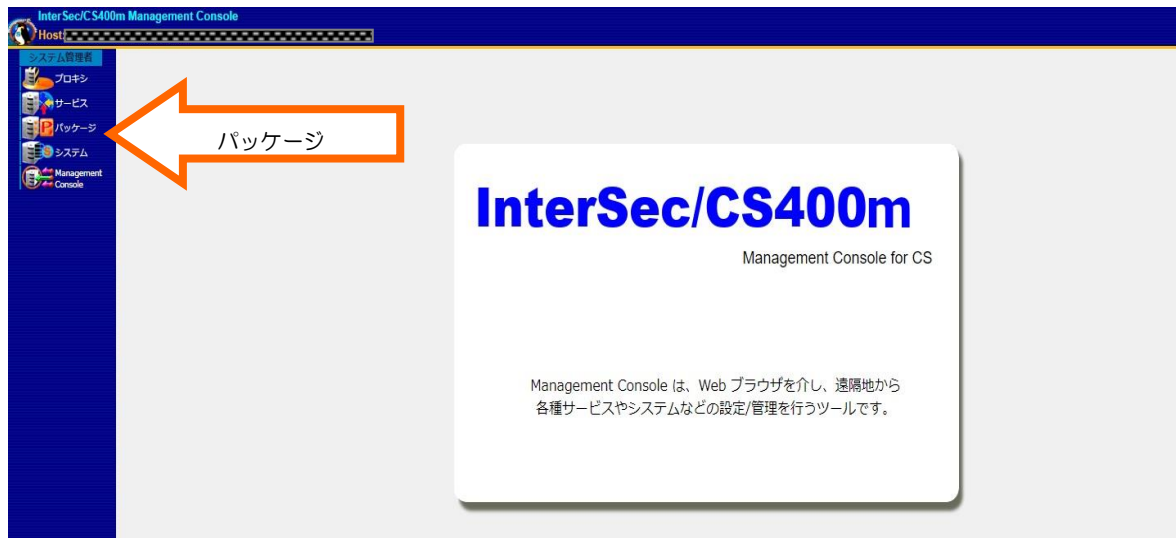 InterSec/CS400m Management Console
Host:
システム管理者
プロキシ
サービス
パッケージ
システム
Management
Console
パッケージ
InterSec/CS400m
Management Console for CS
Management Console は、Web ブラウザを介し、遠隔地から
各種サービスやシステムなどの設定/管理を行うツールです。